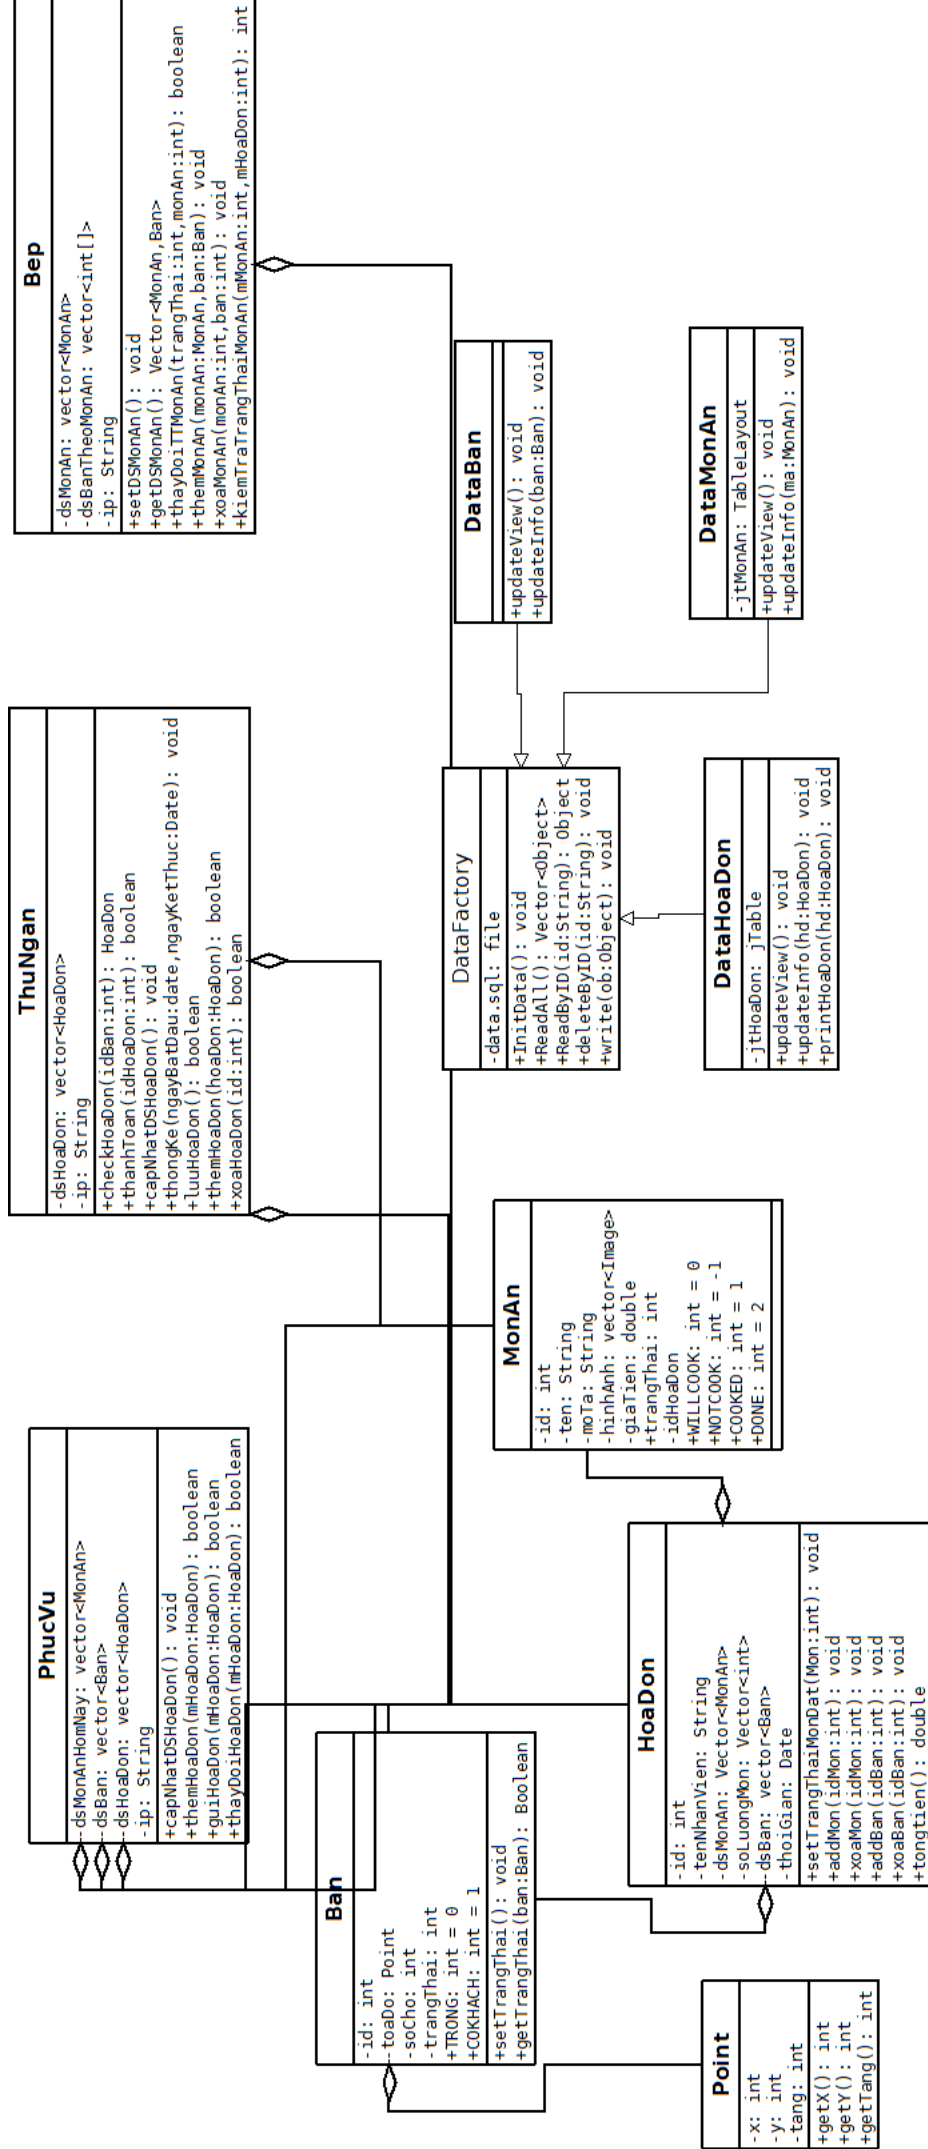 PhucVu
-dsMonAnHomNay: vector<MonAn>
-dsBan: vector<Ban>
-dsHoaDon: vector<HoaDon>
-ip: String
+capNhatDSHoaDon(): void
+themHoaDon(mHoaDon:HoaDon): boolean
+guiHoaDon(mHoaDon:HoaDon): boolean
+thayDoiHoaDon(mHoaDon:HoaDon): boolean
ThuNgan
-dsHoaDon: vector<HoaDon>
-ip: String
+checkHoaDon(idBan:int): HoaDon
+thanhToan(idHoaDon:int): boolean
+capNhatDSHoaDon(): void
+thongKe(ngayBatDau:date,ngayKetThuc:Date): void
+luuHoaDon(): boolean
+themHoaDon(hoaDon:HoaDon): boolean
+xoaHoaDon(id:int): boolean
Bep
-dsMonAn: vector<MonAn>
-dsBanTheoMonAn: vector<int[]>
-ip: String
+setDSMonAn(): void
+getDSMonAn(): Vector<MonAn,Ban>
+thayDoiTTMonAn(trangThai:int,monAn:int): boolean
+themMonAn(monAn:MonAn,ban:Ban): void
+xoaMonAn(monAn:int,ban:int): void
+kiemTraTrangThaiMonAn(mMonAn:int,mHoaDon:int): int
Ban
-id: int
-toaDo: Point
-soCho: int
-trangThai: int
+TRONG: int = 0
+COKHACH: int = 1
+setTrangThai(): void
+getTrangThai(ban:Ban): Boolean
MonAn
-id: int
-ten: String
-moTa: String
-hinhAnh: vector<Image>
-giaTien: double
+trangThai: int
-idHoaDon
+WILLCOOK: int = 0
+NOTCOOK: int = -1
+COOKED: int = 1
+DONE: int = 2
DataFactory
-data.sql: file
+InitData(): void
+ReadAll(): Vector<Object>
+ReadByID(id:String): Object
+deleteByID(id:String): void
+write(ob:Object): void
DataBan
+updateView(): void
+updateInfo(ban:Ban): void
Point
-x: int
-y: int
-tang: int
+getX(): int
+getY(): int
+getTang(): int
HoaDon
-id: int
-tenNhanVien: String
-dsMonAn: Vector<MonAn>
-soLuongMon: Vector<int>
-dsBan: vector<Ban>
-thoiGian: Date
+setTrangThaiMonDat(Mon:int): void
+addMon(idMon:int): void
+xoaMon(idMon:int): void
+addBan(idBan:int): void
+xoaBan(idBan:int): void
+tongtien(): double
DataHoaDon
-jtHoaDon: jTable
+updateView(): void
+updateInfo(hd:HoaDon): void
+printHoaDon(hd:HoaDon): void
DataMonAn
-jtMonAn: TableLayout
+updateView(): void
+updateInfo(ma:MonAn): void